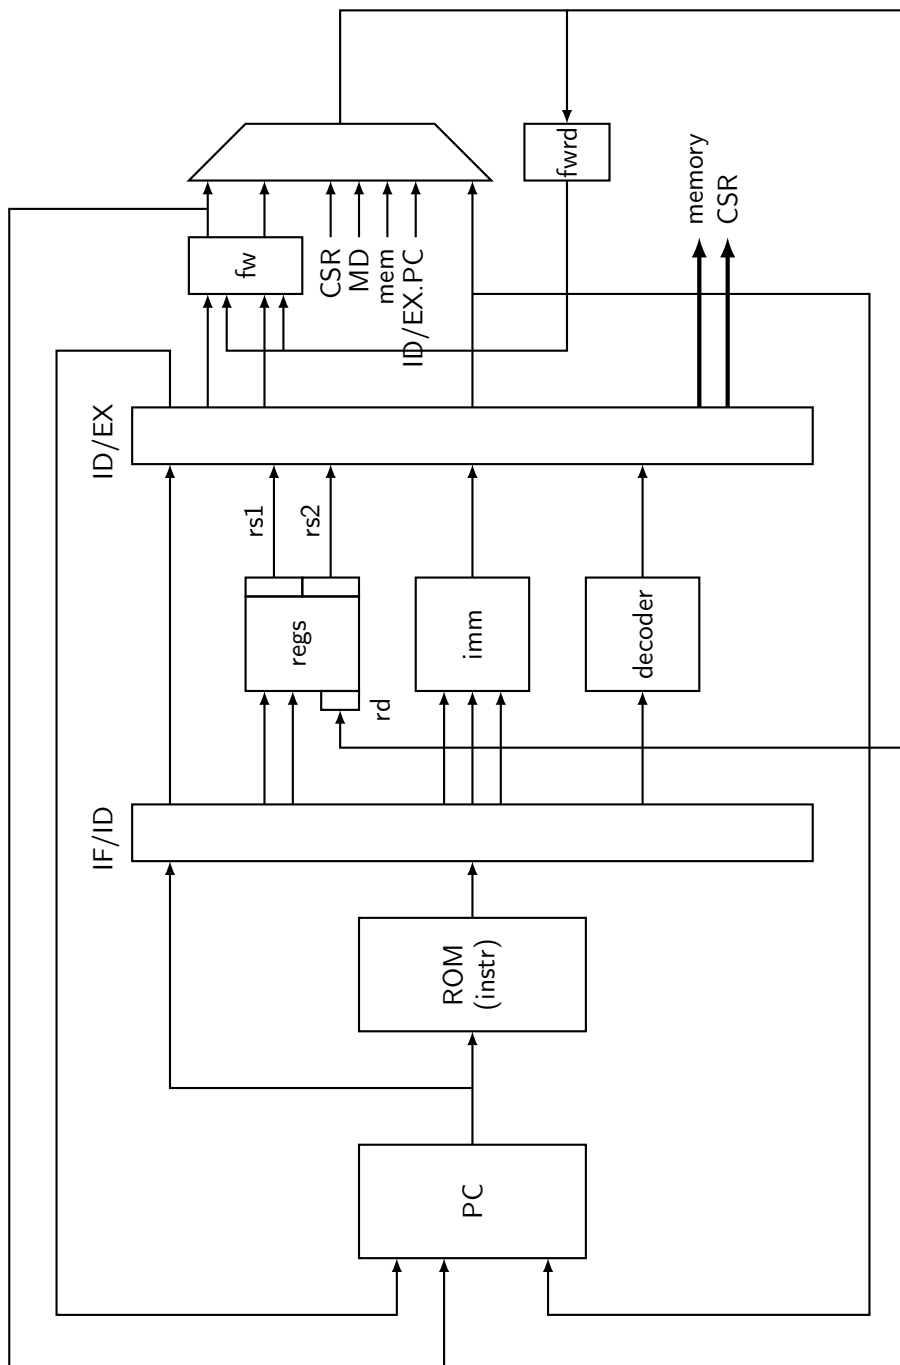 PC
ROM
(instr)
IF/ID
regs
rd
rs1
rs2
imm
decoder
ID/EX
fw
CSR
MD
mem
ID/EX.PC
fwrd
memory
CSR